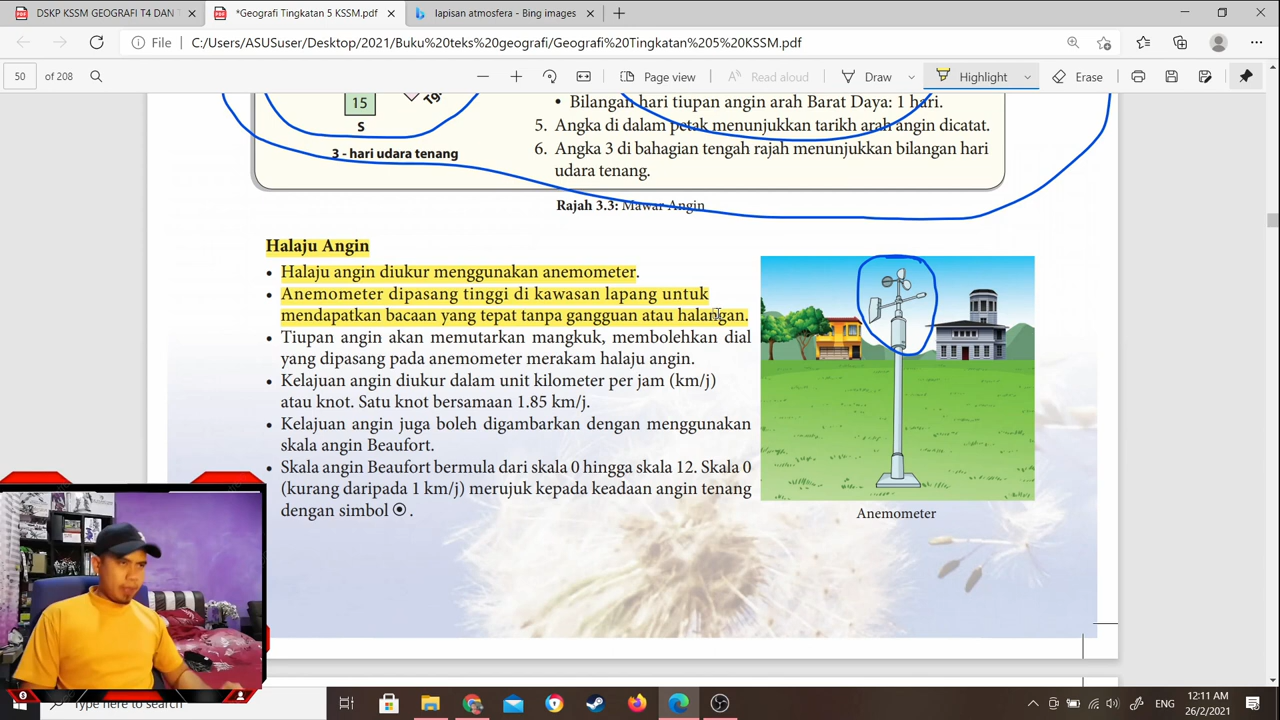 DSKP KSSM GEOGRAFI T4 DAN
*Geografi Tingkatan 5 KSSM.pdf
lapisan atmosfera - Bing images
File
C:/Users/ASUSuser/Desktop/2021/Buku%20teks%20geografi/Geografi%20Tingkatan%205%20KSSM.pdf
50 of 208
Page view
Read aloud
Draw
Highlight
Erase
15
S
Tg
3 - hari udara tenang
• Bilangan hari tiupan angin arah Barat Daya: 1 hari.
5. Angka di dalam petak menunjukkan tarikh arah angin dicatat.
6. Angka 3 di bahagian tengah rajah menunjukkan bilangan hari
udara tenang.
Rajah 3.3: Mawar Angin
Halaju Angin
• Halaju angin diukur menggunakan anemometer.
• Anemometer dipasang tinggi di kawasan lapang untuk
mendapatkan bacaan yang tepat tanpa gangguan atau halangan.
• Tiupan angin akan memutarkan mangkuk, membolehkan dial
yang dipasang pada anemometer merakam halaju angin.
• Kelajuan angin diukur dalam unit kilometer per jam (km/j)
atau knot. Satu knot bersamaan 1.85 km/j.
• Kelajuan angin juga boleh digambarkan dengan menggunakan
skala angin Beaufort.
• Skala angin Beaufort bermula dari skala 0 hingga skala 12. Skala 0
(kurang daripada 1 km/j) merujuk kepada keadaan angin tenang
dengan simbol ☉ .
Anemometer
Type here to search
ENG
12:11 AM
26/2/2021